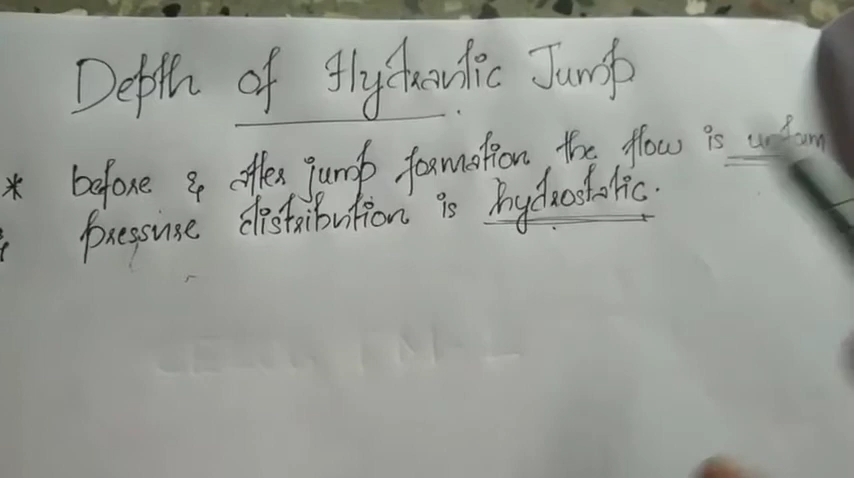 Depth of Hydraulic Jump
* before & after jump formation the flow is
& pressure distribution is hydrostatic.